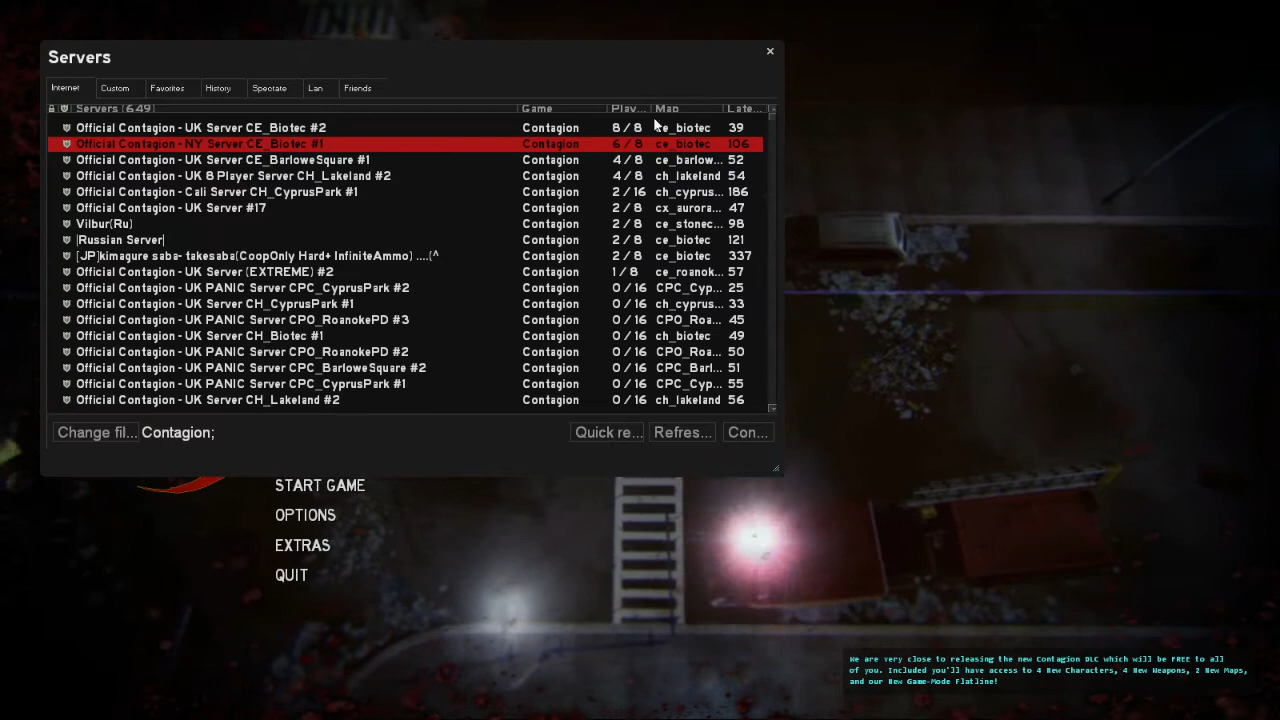 Servers
Internet Custom Favorites History Spectate Lan Friends
Servers (649) Game Play... Map Late...
Official Contagion - UK Server CE_Biotec #2 Contagion 8 / 8 ce_biotec 39
Official Contagion - NY Server CE_Biotec #1 Contagion 6 / 8 ce_biotec 106
Official Contagion - UK Server CE_BarloweSquare #1 Contagion 4 / 8 ce_barlow... 52
Official Contagion - UK 8 Player Server CH_Lakeland #2 Contagion 4 / 8 ch_lakeland 54
Official Contagion - Cali Server CH_CyprusPark #1 Contagion 2 / 16 ch_cyprus... 186
Official Contagion - UK Server #17 Contagion 2 / 8 cx_aurora... 47
Vilbur(Ru) Contagion 2 / 8 ce_stonec... 98
|Russian Server| Contagion 2 / 8 ce_biotec 121
[JP]kimagure saba- takesaba(CoopOnly Hard+ InfiniteAmmo) ....(^ Contagion 2 / 8 ce_biotec 337
Official Contagion - UK Server (EXTREME) #2 Contagion 1 / 8 ce_roanok... 57
Official Contagion - UK PANIC Server CPC_CyprusPark #2 Contagion 0 / 16 CPC_Cyp... 25
Official Contagion - UK Server CH_CyprusPark #1 Contagion 0 / 16 ch_cyprus... 33
Official Contagion - UK PANIC Server CPO_RoanokePD #3 Contagion 0 / 16 CPO_Roa... 45
Official Contagion - UK Server CH_Biotec #1 Contagion 0 / 16 ch_biotec 49
Official Contagion - UK PANIC Server CPO_RoanokePD #2 Contagion 0 / 16 CPO_Roa... 50
Official Contagion - UK PANIC Server CPC_BarloweSquare #2 Contagion 0 / 16 CPC_Barl... 51
Official Contagion - UK PANIC Server CPC_CyprusPark #1 Contagion 0 / 16 CPC_Cyp... 55
Official Contagion - UK Server CH_Lakeland #2 Contagion 0 / 16 ch_lakeland 56
Change fil... Contagion; Quick re... Refres... Con...
START GAME
OPTIONS
EXTRAS
QUIT
We are very close to releasing the new Contagion DLC which will be FREE to all
of you. Included you'll have access to 4 New Characters, 4 New Weapons, 2 New Maps,
and our New Game-Mode Flatline!